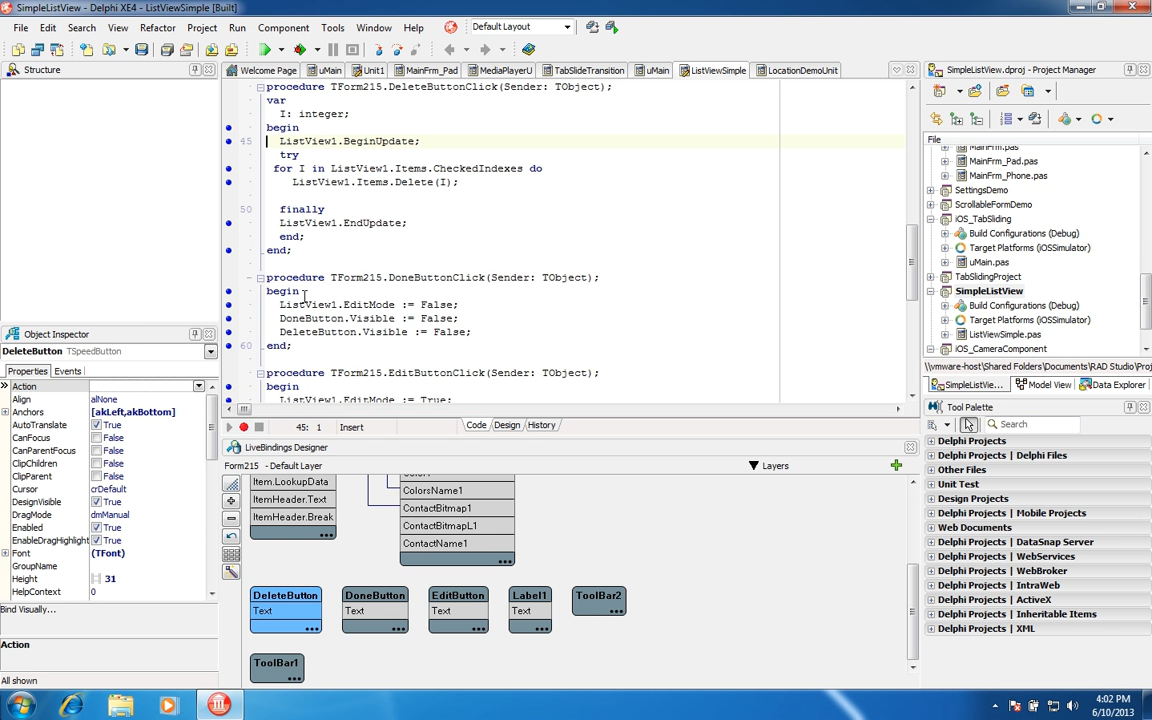 SimpleListView - Delphi XE4 - ListViewSimple [Built]
File Edit Search View Refactor Project Run Component Tools Window Help
Default Layout
Structure
Welcome Page uMain Unit1 MainFrm_Pad MediaPlayerU TabSlideTransition uMain ListViewSimple LocationDemoUnit
procedure TForm215.DeleteButtonClick(Sender: TObject);
var
I: integer;
begin
45 ListView1.BeginUpdate;
try
for I in ListView1.Items.CheckedIndexes do
ListView1.Items.Delete(I);
50 finally
ListView1.EndUpdate;
end;
end;
procedure TForm215.DoneButtonClick(Sender: TObject);
begin
ListView1.EditMode := False;
DoneButton.Visible := False;
DeleteButton.Visible := False;
60 end;
procedure TForm215.EditButtonClick(Sender: TObject);
begin
ListView1.EditMode := True;
45: 1 Insert
Code Design History
Object Inspector
DeleteButton TSpeedButton
Properties Events
Action
Align alNone
Anchors [akLeft,akBottom]
AutoTranslate True
CanFocus False
CanParentFocus False
ClipChildren False
ClipParent False
Cursor crDefault
DesignVisible True
DragMode dmManual
Enabled True
EnableDragHighlight True
Font (TFont)
GroupName
Height 31
HelpContext 0
Bind Visually...
Action
All shown
LiveBindings Designer
Form215 - Default Layer
Layers
Item.LookupData
ItemHeader.Text
ItemHeader.Break
ColorsName1
ContactBitmap1
ContactBitmapL1
ContactName1
DeleteButton
Text
DoneButton
Text
EditButton
Text
Label1
Text
ToolBar2
ToolBar1
SimpleListView.dproj - Project Manager
File
MainFrm.pas
MainFrm_Pad.pas
MainFrm_Phone.pas
SettingsDemo
ScrollableFormDemo
iOS_TabSliding
Build Configurations (Debug)
Target Platforms (iOSSimulator)
uMain.pas
TabSlidingProject
SimpleListView
Build Configurations (Debug)
Target Platforms (iOSSimulator)
ListViewSimple.pas
iOS_CameraComponent
\\vmware-host\Shared Folders\Documents\RAD Studio\Proj
SimpleListVie... Model View Data Explorer
Tool Palette
Search
Delphi Projects
Delphi Projects | Delphi Files
Other Files
Unit Test
Design Projects
Delphi Projects | Mobile Projects
Web Documents
Delphi Projects | DataSnap Server
Delphi Projects | WebServices
Delphi Projects | WebBroker
Delphi Projects | IntraWeb
Delphi Projects | ActiveX
Delphi Projects | Inheritable Items
Delphi Projects | XML
4:02 PM
6/10/2013